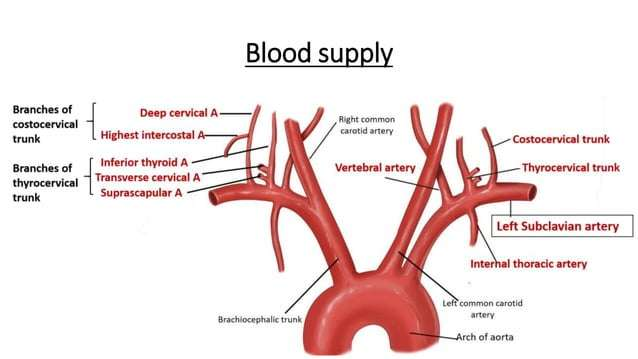 Blood supply
Branches of
costocervical
trunk
Deep cervical A
Highest intercostal A
Branches of
thyrocervical
trunk
Inferior thyroid A
Transverse cervical A
Suprascapular A
Right common
carotid artery
Vertebral artery
Costocervical trunk
Thyrocervical trunk
Left Subclavian artery
Internal thoracic artery
Brachiocephalic trunk
Left common carotid
artery
Arch of aorta